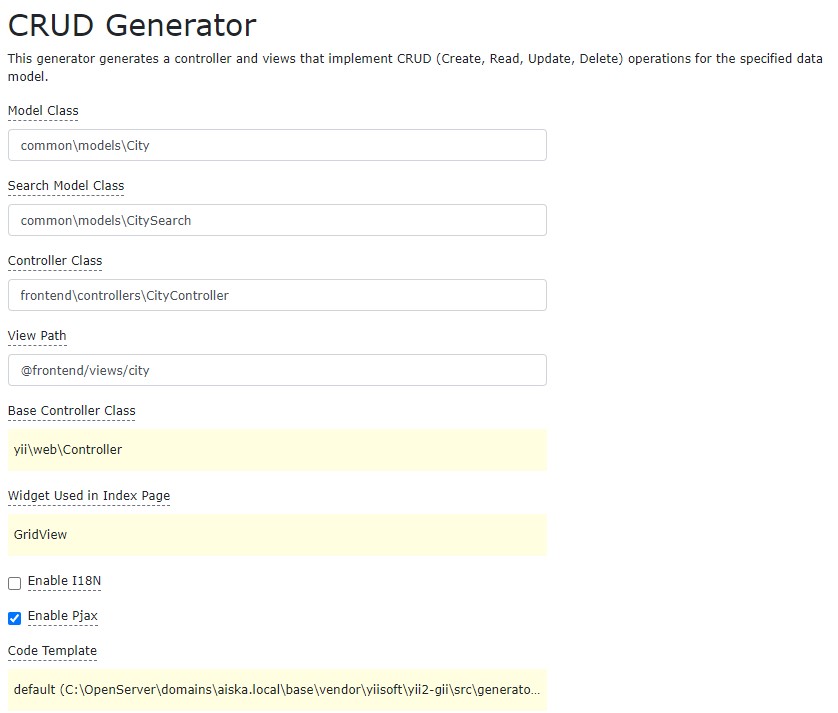 CRUD Generator
This generator generates a controller and views that implement CRUD (Create, Read, Update, Delete) operations for the specified data
model.
Model Class
common\models\City
Search Model Class
common\models\CitySearch
Controller Class
frontend\controllers\CityController
View Path
@frontend/views/city
Base Controller Class
yii\web\Controller
Widget Used in Index Page
GridView
Enable I18N
Enable Pjax
Code Template
default (C:\OpenServer\domains\aiska.local\base\vendor\yiisoft\yii2-gii\src\generato...